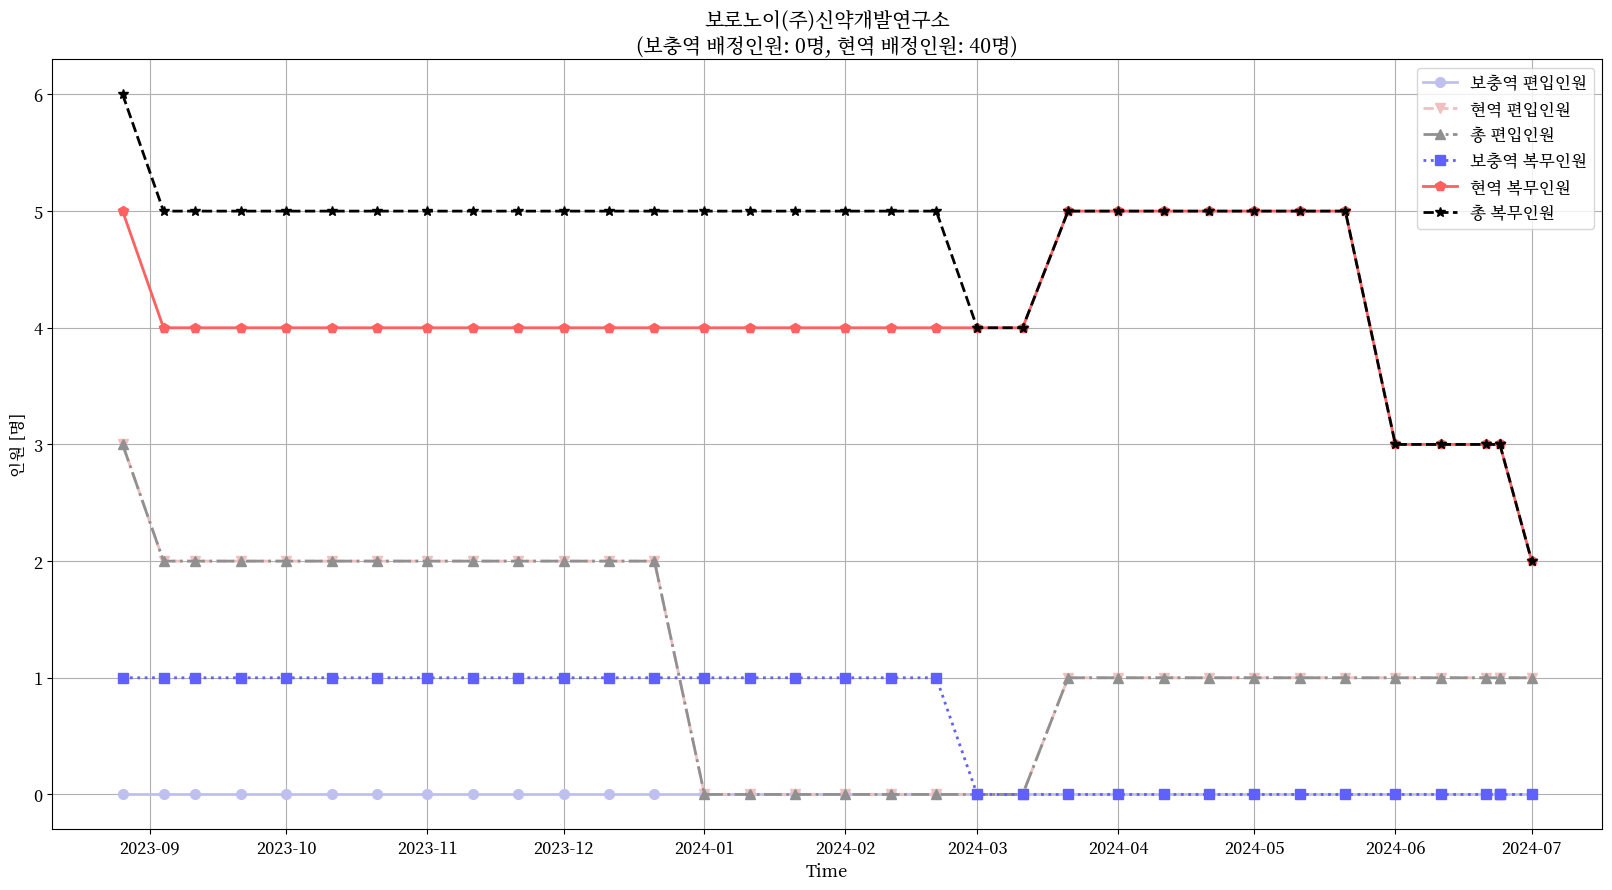 보로노이(주)신약개발연구소
(보충역 배정인원: 0명, 현역 배정인원: 40명)
보충역 편입인원
현역 편입인원
총 편입인원
보충역 복무인원
현역 복무인원
총 복무인원
인원 [명]
6
5
4
3
2
1
0
2023-09 2023-10 2023-11 2023-12 2024-01 2024-02 2024-03 2024-04 2024-05 2024-06 2024-07
Time